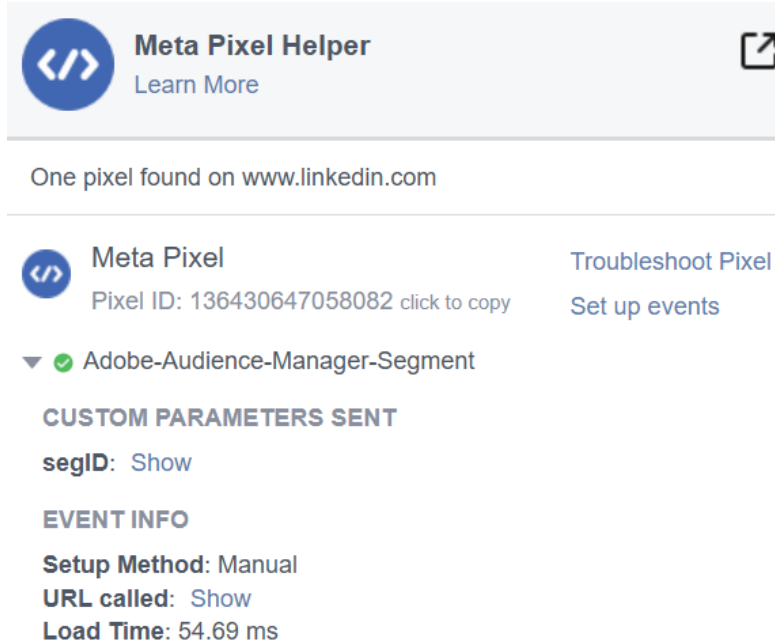 </>
Meta Pixel Helper
Learn More
One pixel found on www.linkedin.com
</>
Meta Pixel
Troubleshoot Pixel
Pixel ID: 136430647058082 click to copy
Set up events
Adobe-Audience-Manager-Segment
CUSTOM PARAMETERS SENT
segID: Show
EVENT INFO
Setup Method: Manual
URL called: Show
Load Time: 54.69 ms